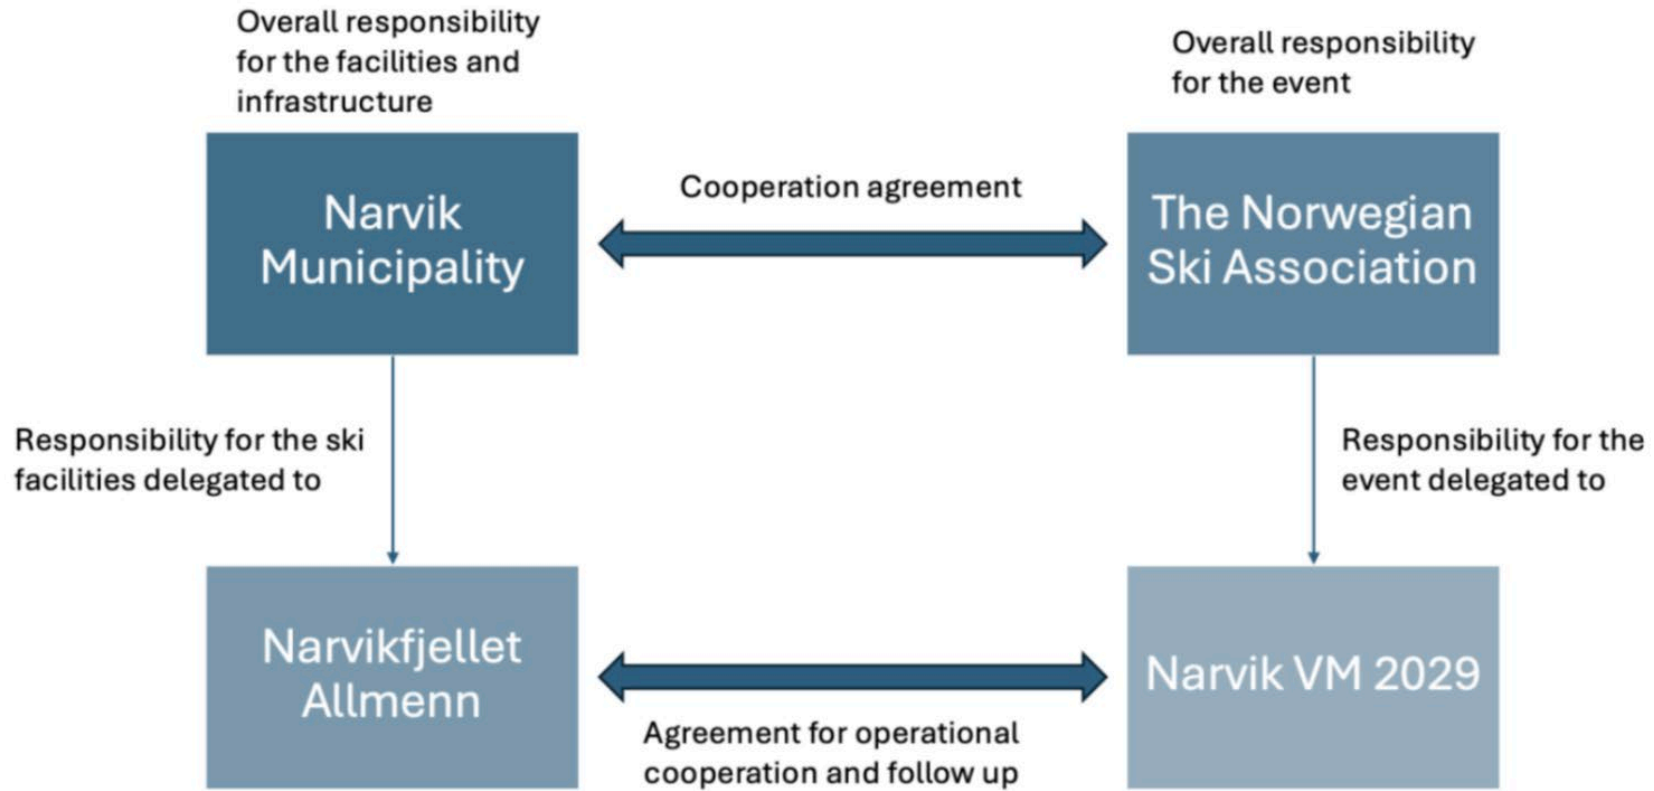 Overall responsibility
for the facilities and
infrastructure
Overall responsibility
for the event
Narvik
Municipality
Cooperation agreement
The Norwegian
Ski Association
Responsibility for the ski
facilities delegated to
Responsibility for the
event delegated to
Narvikfjellet
Allmenn
Narvik VM 2029
Agreement for operational
cooperation and follow up